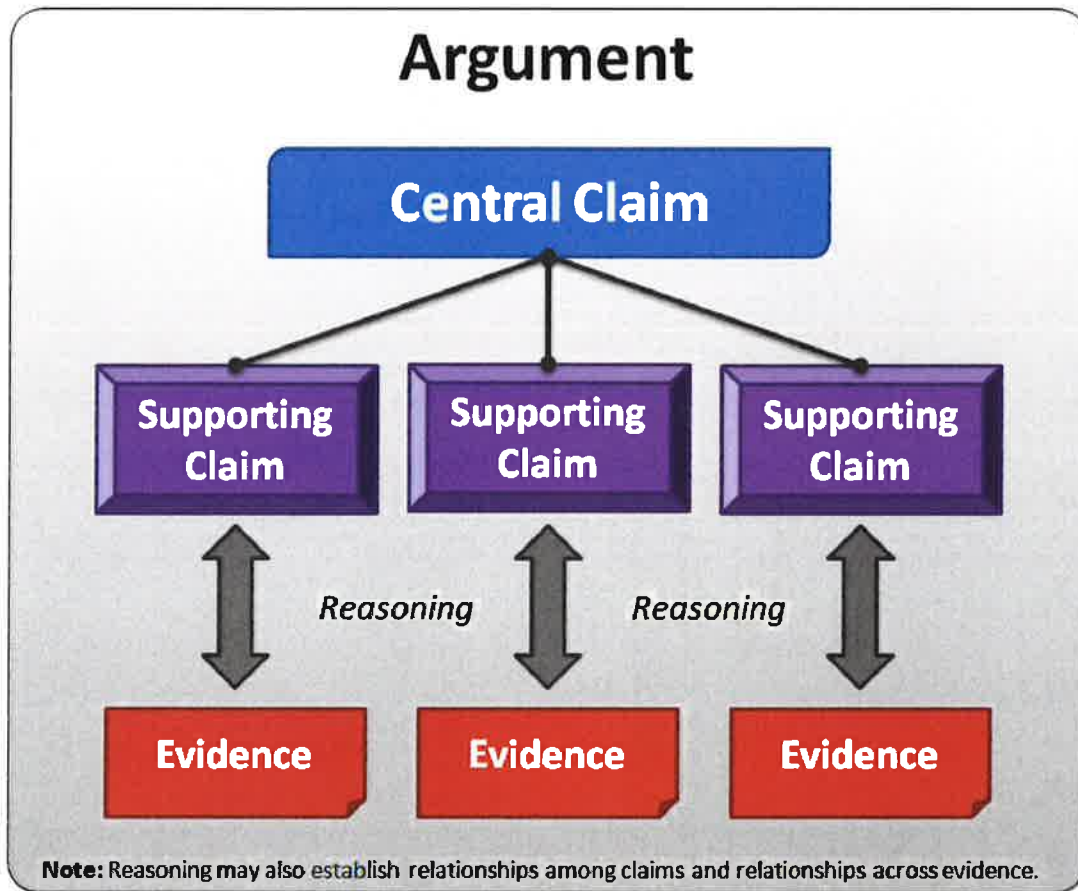 Argument
Central Claim
Supporting
Claim
Supporting
Claim
Supporting
Claim
Reasoning
Reasoning
Evidence
Evidence
Evidence
Note: Reasoning may also establish relationships among claims and relationships across evidence.